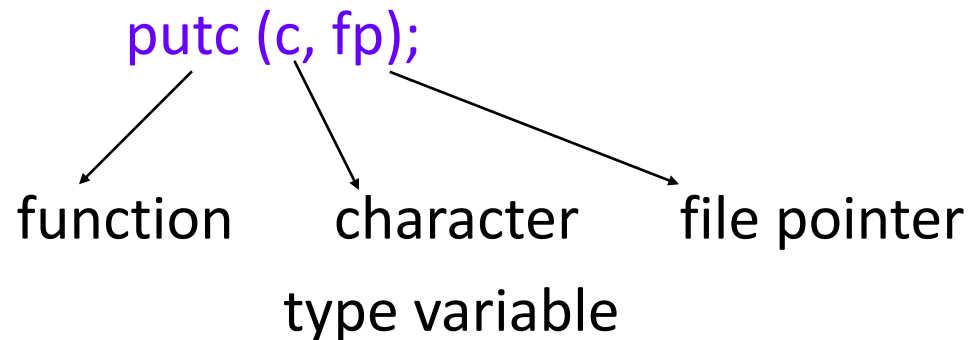 putc (c, fp);
function character file pointer
type variable